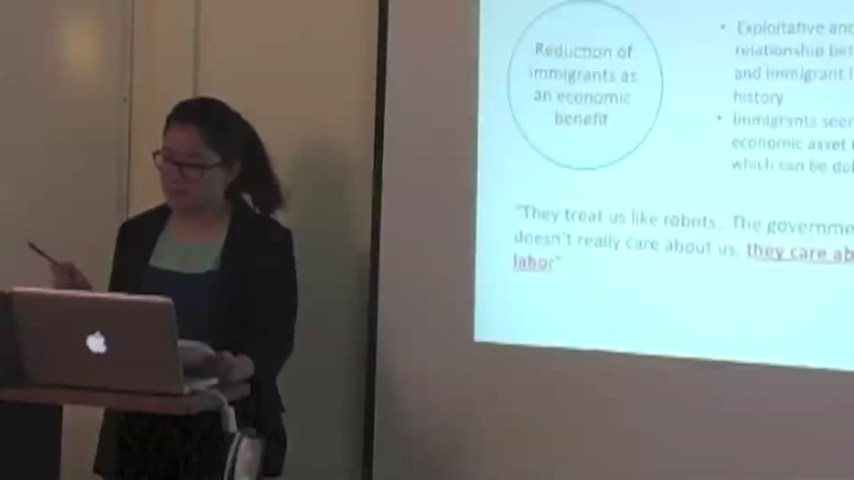 Reduction of
immigrants as
an economic
benefit
• Exploitative and
relationship
and immigrant
history
• Immigrants seen
economic asset
which can be
"They treat us like robots...The governme
doesn't really care about us, they care ab
labor"